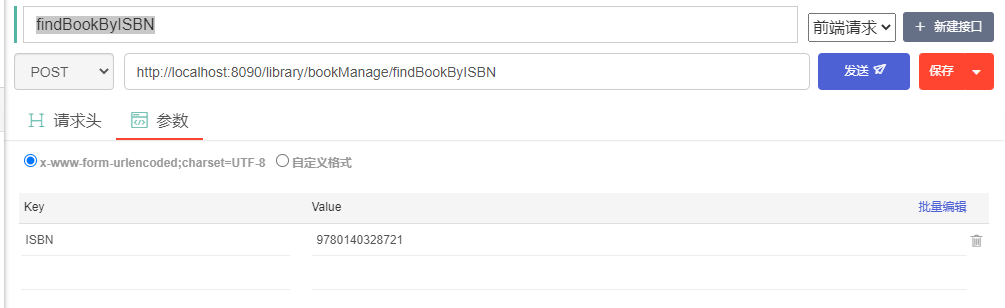 findBookByISBN
前端请求
+ 新建接口
POST
http://localhost:8090/library/bookManage/findBookByISBN
发送
保存
请求头
参数
x-www-form-urlencoded;charset=UTF-8
自定义格式
Key
Value
批量编辑
ISBN
9780140328721